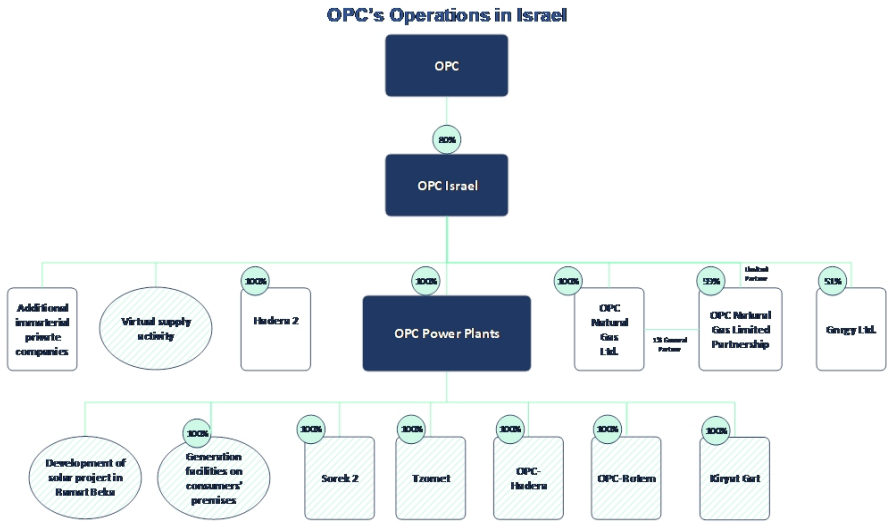 OPC's Operations in Israel
OPC
80%
OPC Israel
100%
100%
100%
99%
Limited
Partner
51%
Additional
immaterial
private
companies
Virtual supply
activity
Hadera 2
OPC Power Plants
OPC
Natural
Gas
Ltd.
1% General
Partner
OPC Natural
Gas Limited
Partnership
Gnrgy Ltd.
100%
100%
100%
100%
100%
100%
Development of
solar project in
Ramat Beka
Generation
facilities on
consumers'
premises
Sorek 2
Tzomet
OPC-
Hadera
OPC-Rotem
Kiryat Gat